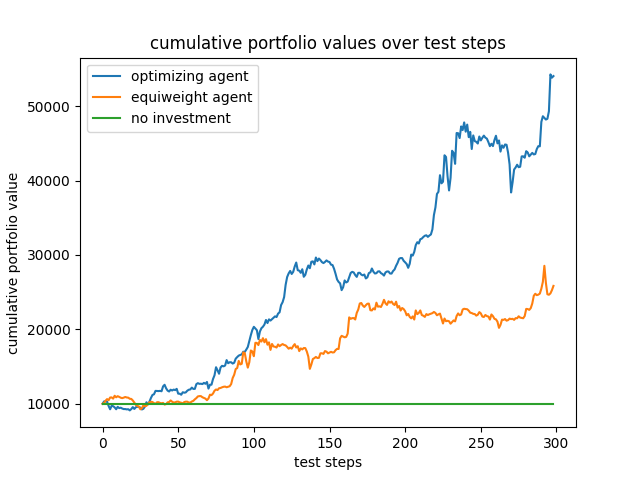 cumulative portfolio values over test steps
optimizing agent
equiweight agent
no investment
cumulative portfolio value
50000
40000
30000
20000
10000
0
50
100
150
200
250
300
test steps